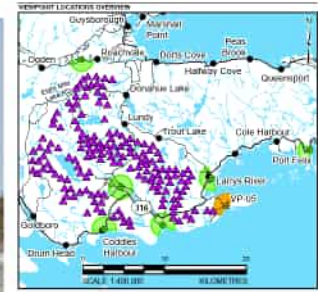 VIEWPOINT LOCATIONS OVERVIEW
Guysborough
Marshall
Point
Roachvale
Peas
Brook
Ogden
Dorts Cove
Halfway Cove
Queensport
Donahue Lake
Lundy
Trout Lake
Cole Harbour
Port Felix
Larrys River
VP-05
316
Goldboro
Coddles
Harbour
Drum Head
SCALE 1:400,000
KILOMETRES